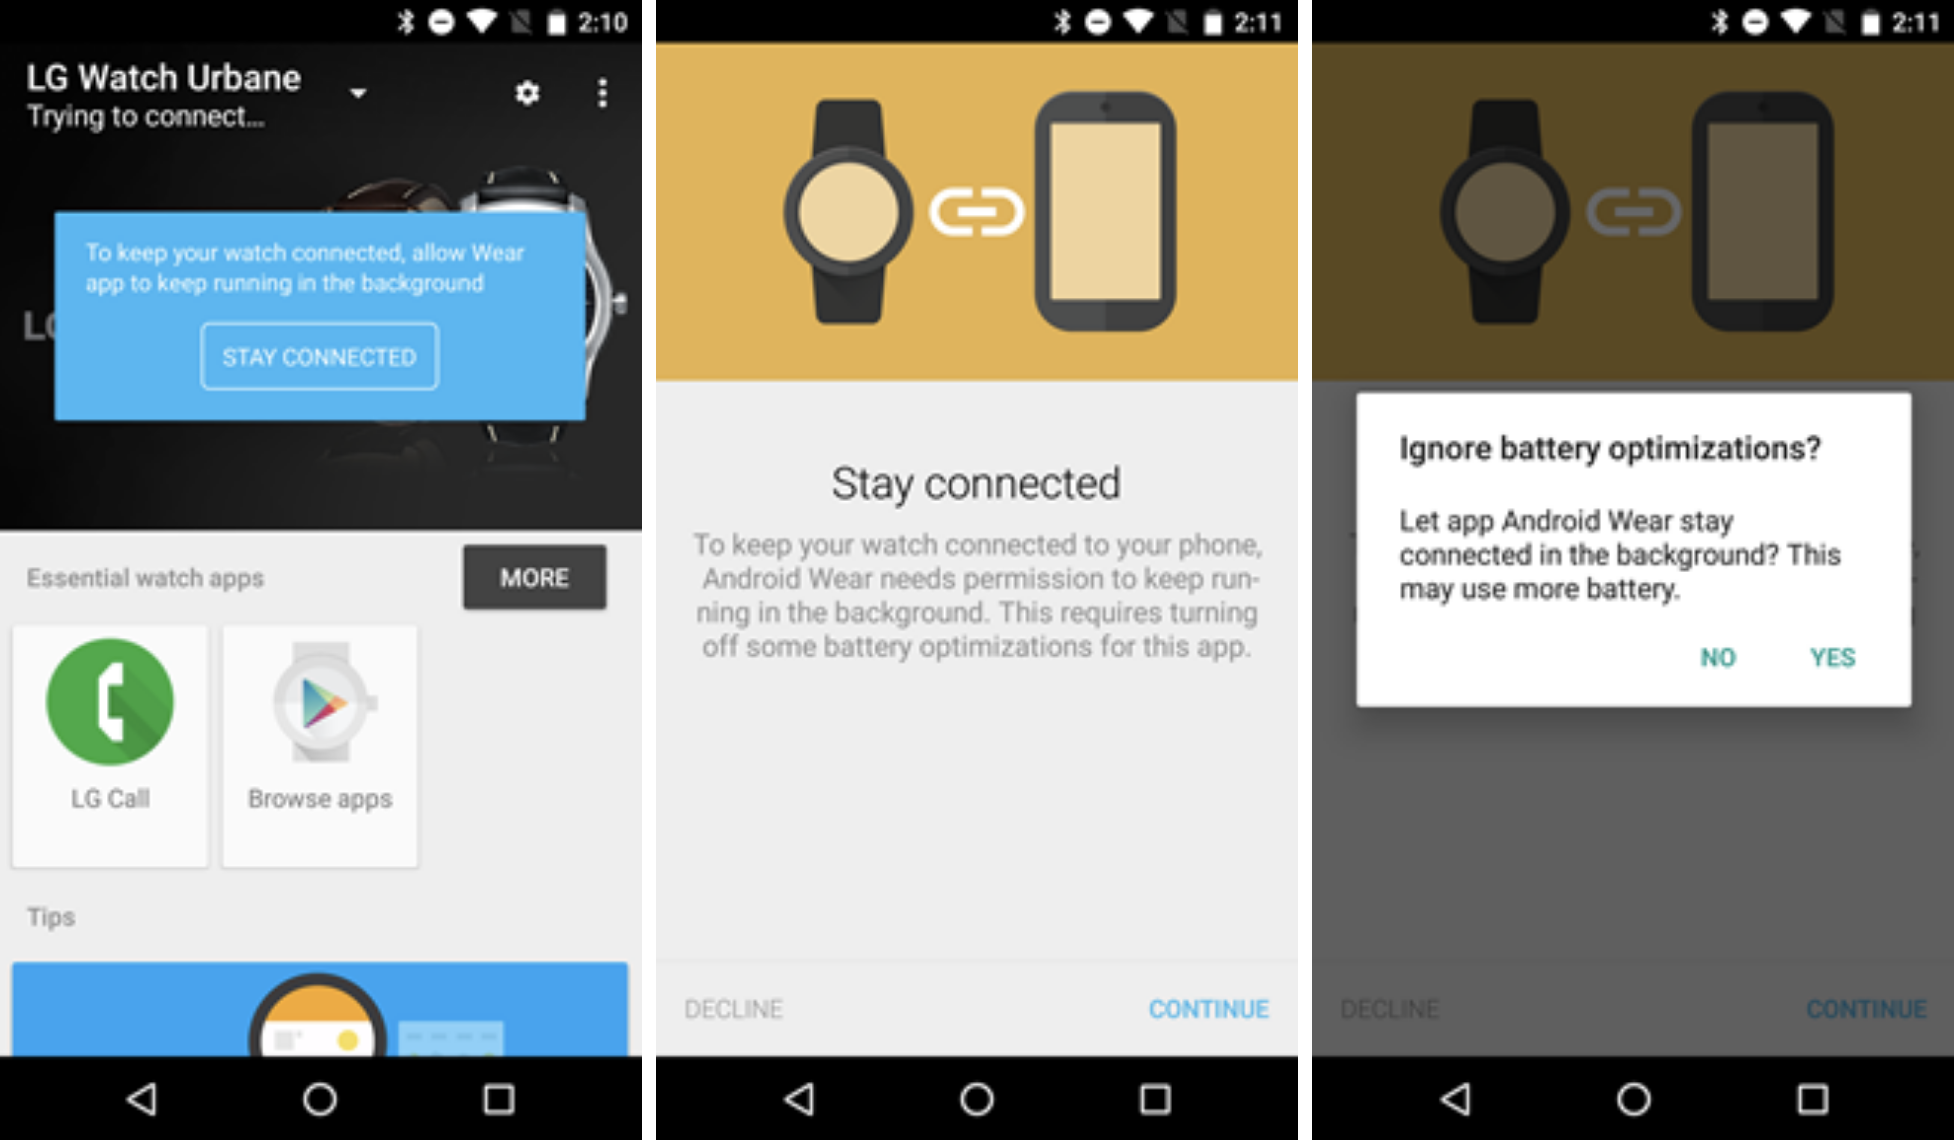 2:10
LG Watch Urbane
Trying to connect...
To keep your watch connected, allow Wear
app to keep running in the background
STAY CONNECTED
Essential watch apps
MORE
LG Call
Browse apps
Tips
2:11
Stay connected
To keep your watch connected to your phone,
Android Wear needs permission to keep run-
ning in the background. This requires turning
off some battery optimizations for this app.
DECLINE
CONTINUE
2:11
Ignore battery optimizations?
Let app Android Wear stay
connected in the background? This
may use more battery.
NO
YES
DECLINE
CONTINUE